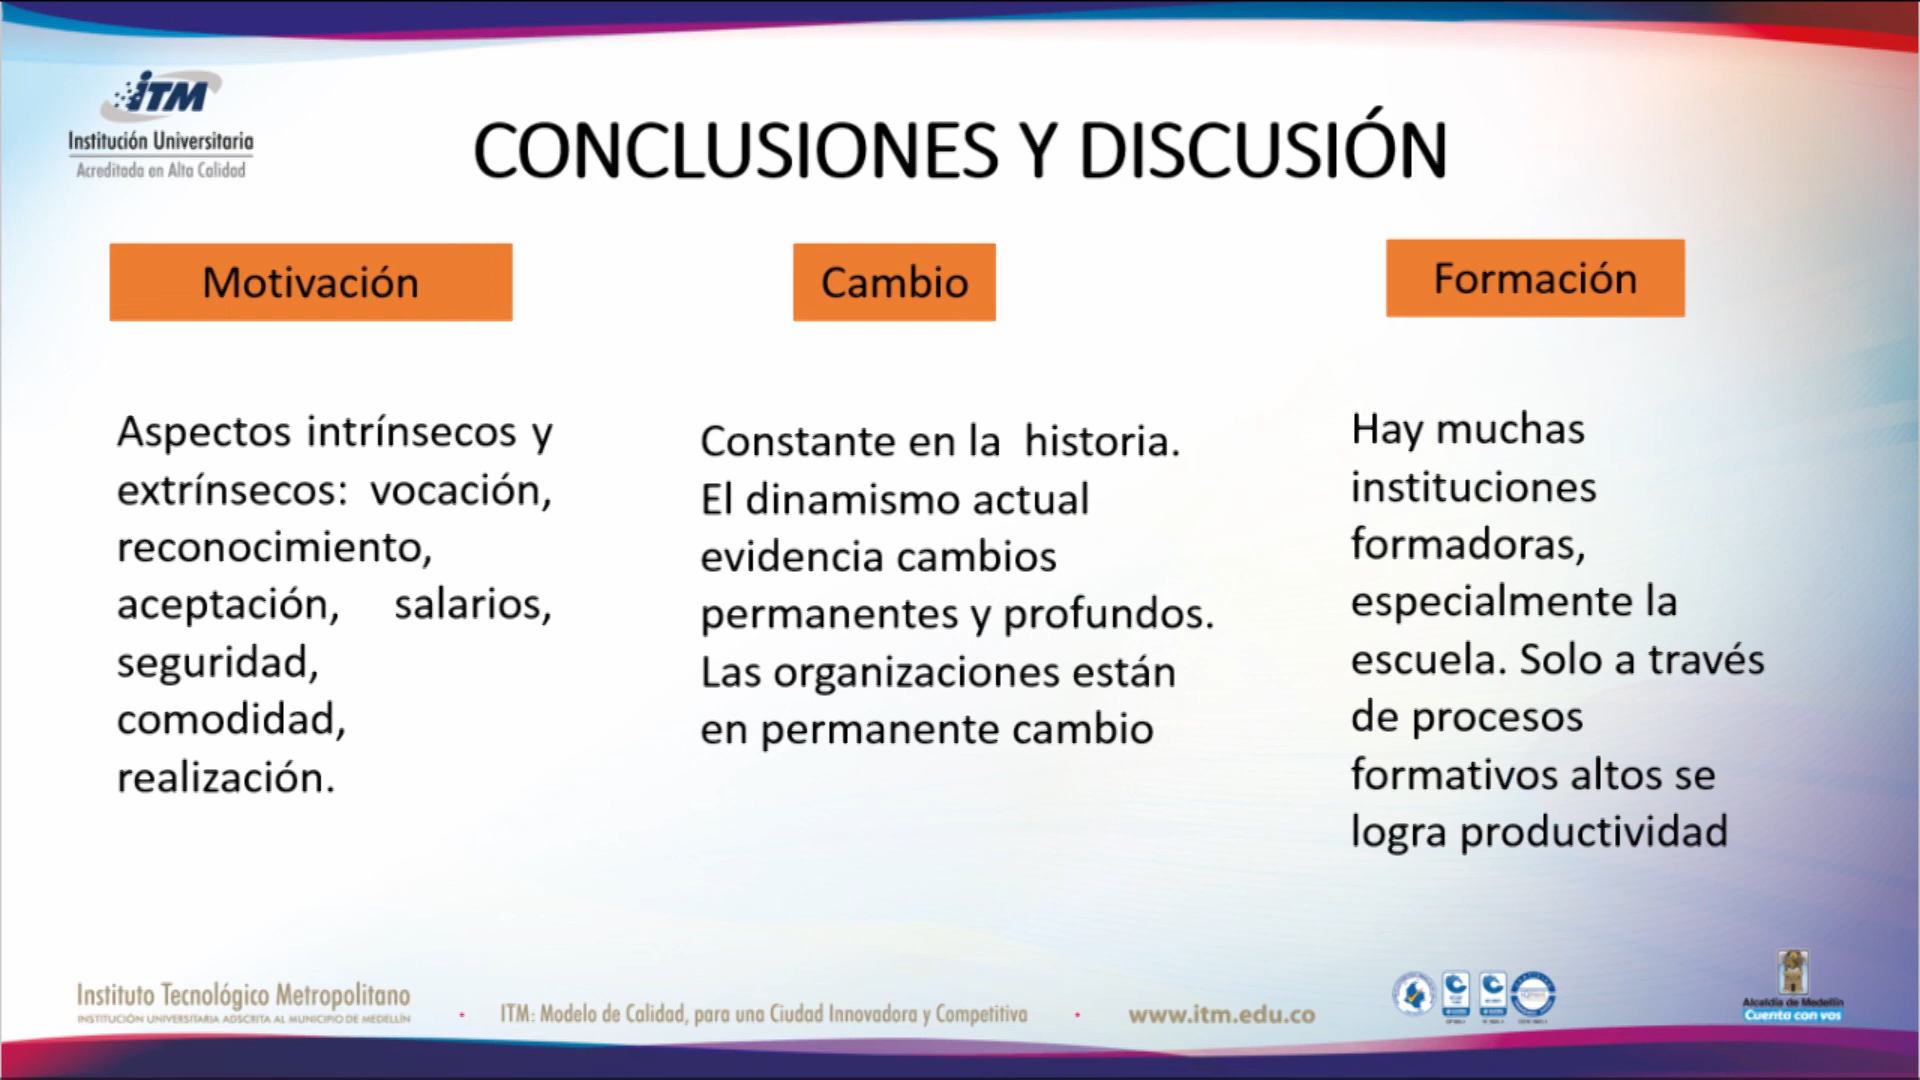 iTM
Institución Universitaria
Acreditada en Alta Calidad
CONCLUSIONES Y DISCUSIÓN
Motivación
Aspectos intrínsecos y
extrínsecos: vocación,
reconocimiento,
aceptación, salarios,
seguridad,
comodidad,
realización.
Cambio
Constante en la historia.
El dinamismo actual
evidencia cambios
permanentes y profundos.
Las organizaciones están
en permanente cambio
Formación
Hay muchas
instituciones
formadoras,
especialmente la
escuela. Solo a través
de procesos
formativos altos se
logra productividad
Instituto Tecnológico Metropolitano
INSTITUCIÓN UNIVERSITARIA ADSCRITA AL MUNICIPIO DE MEDELLÍN
ITM: Modelo de Calidad, para una Ciudad Innovadora y Competitiva
www.itm.edu.co
Alcaldía de Medellín
Cuenta con vos